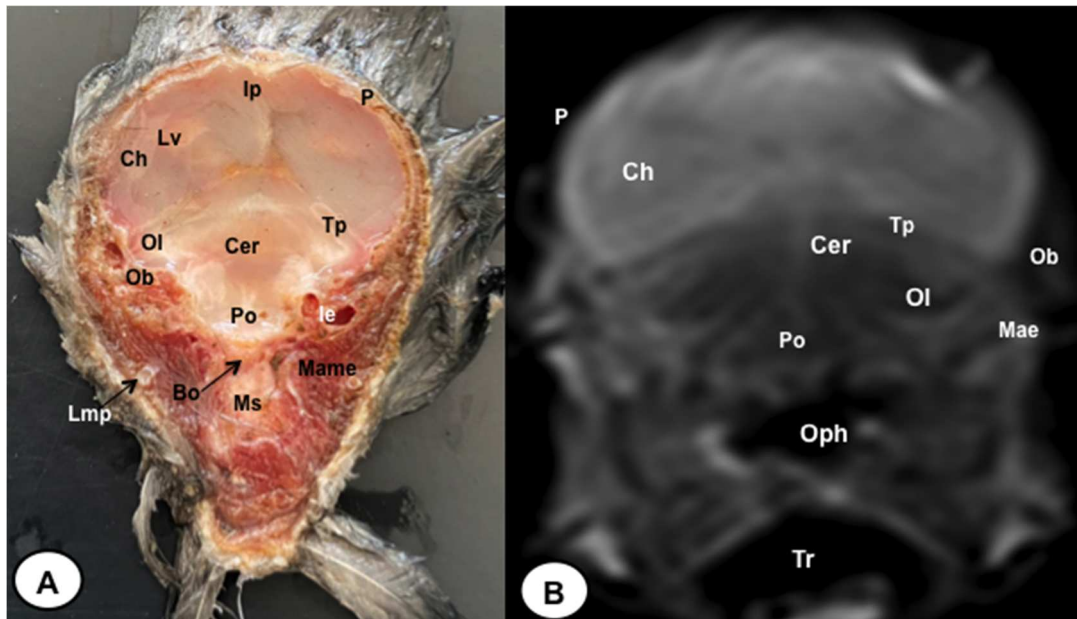 Ip
P
Lv
Ch
Tp
Ol
Cer
Ob
Po
Ie
Mame
Bo
Ms
Lmp
A
P
Ch
Tp
Cer
Ob
Ol
Mae
Po
Oph
Tr
B